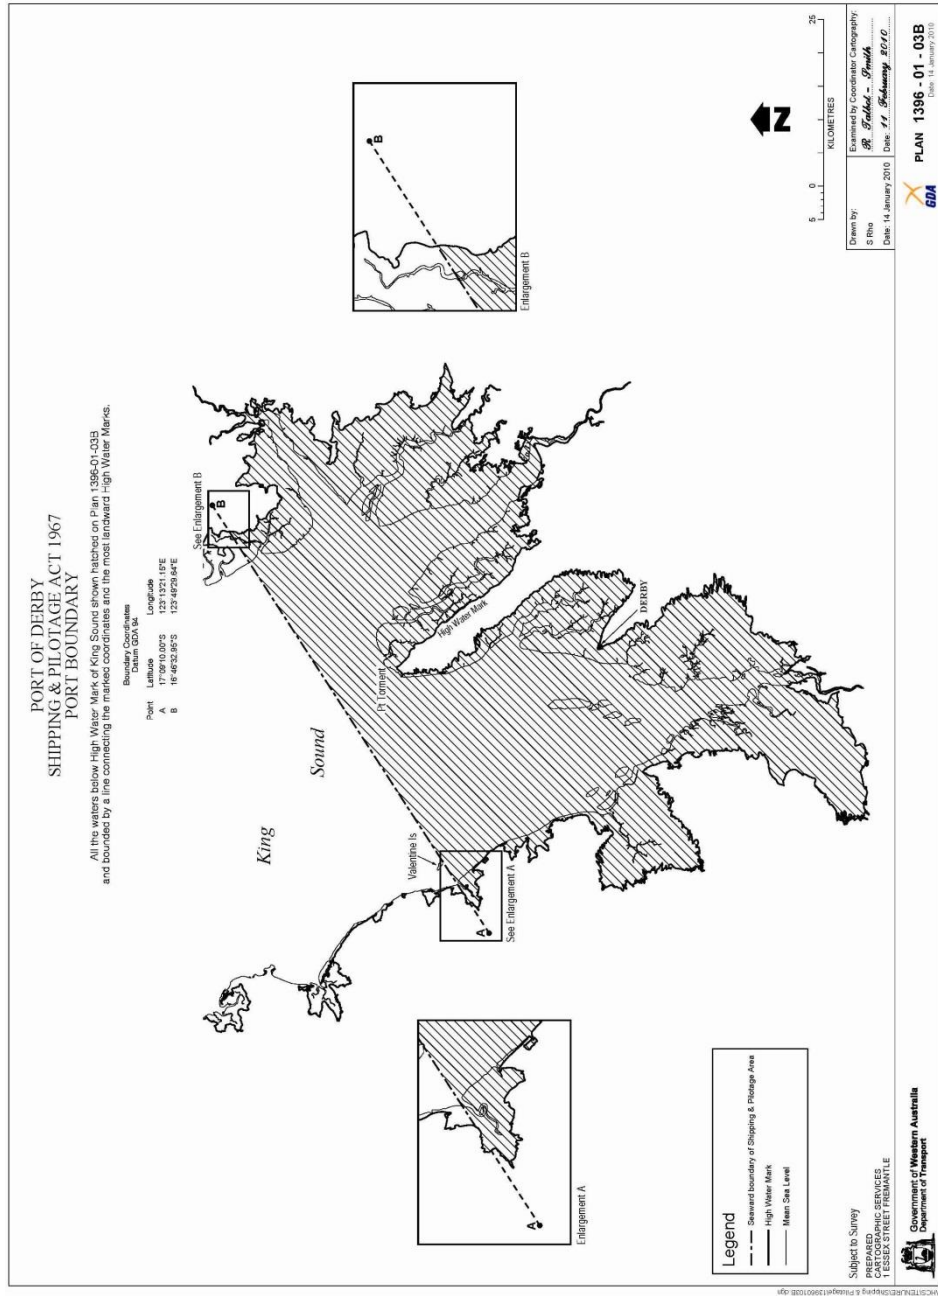 PORT OF DERBY
SHIPPING & PILOTAGE ACT 1967
PORT BOUNDARY
All the waters below High Water Mark of King Sound shown hatched on Plan 1396-01-03B
and bounded by a line connecting the marked coordinates and the most landward High Water Marks.
Boundary Coordinates
Datum GDA 94
Point Latitude Longitude
A 17°09'10.00"S 123°13'21.15"E
B 16°46'32.95"S 123°49'29.64"E
King
Sound
See Enlargement B
B
Valentine Is
A
See Enlargement A
Pt Torment
High Water Mark
DERBY
A
Enlargement A
B
Enlargement B
N
5 0 25
KILOMETRES
Legend
Seaward boundary of Shipping & Pilotage Area
High Water Mark
Mean Sea Level
Subject to Survey
PREPARED
CARTOGRAPHIC SERVICES
1 ESSEX STREET FREMANTLE
Government of Western Australia
Department of Transport
Drawn by:
S Rho
Date: 14 January 2010
Examined by Coordinator Cartography:
Date: 11 February 2010
GDA
PLAN 1396 - 01 - 03B
Date: 14 January 2010